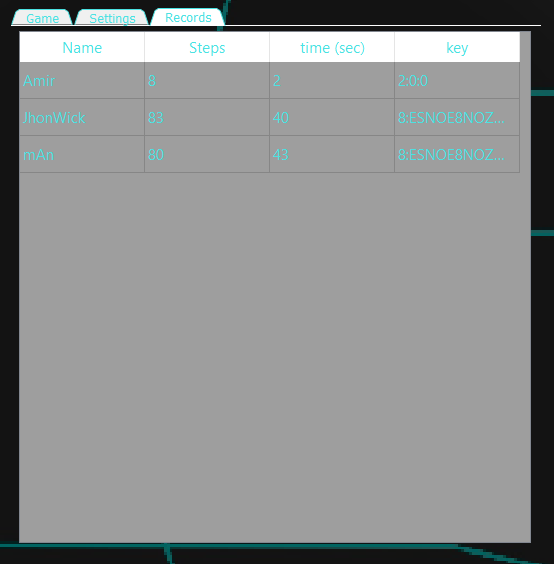 Game Settings Records
Name Steps time (sec) key
Amir 8 2 2:0:0
JhonWick 83 40 8:ESNOE8NOZ...
mAn 80 43 8:ESNOE8NOZ...